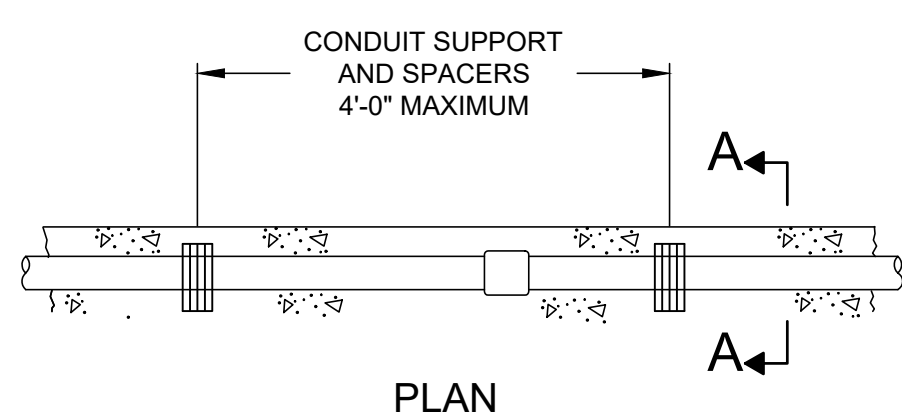 CONDUIT SUPPORT
AND SPACERS
4'-0" MAXIMUM
A
A
PLAN